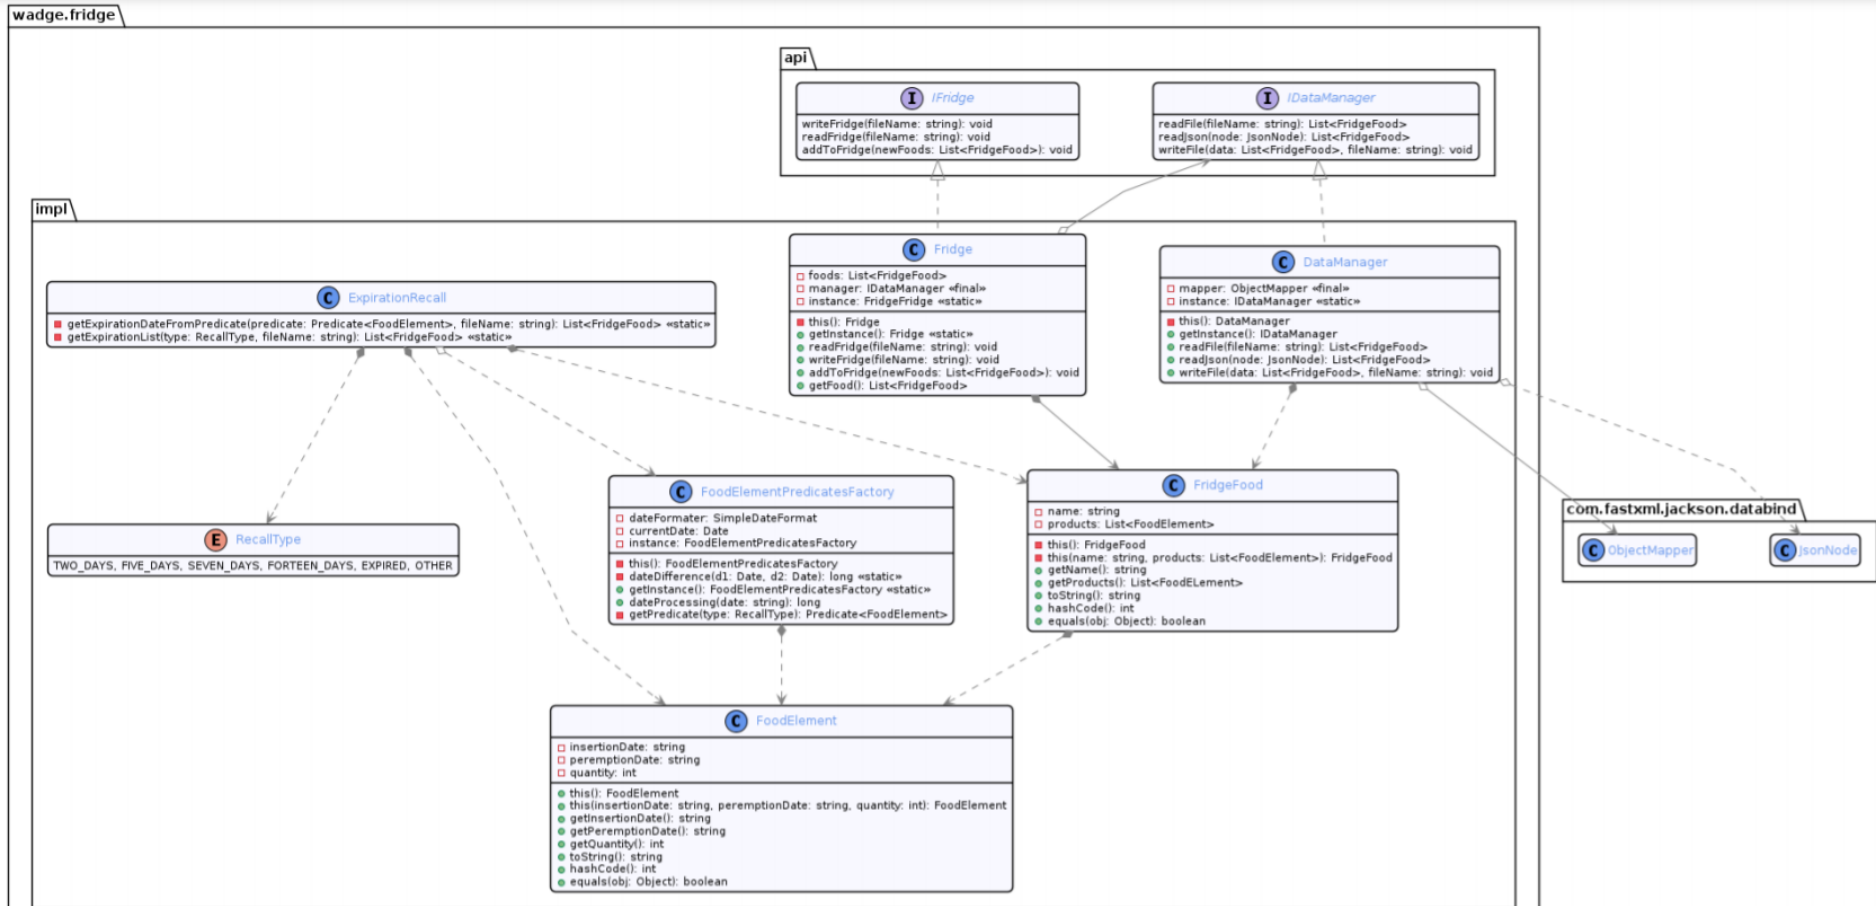 wadge.fridge
api
I IFridge
writeFridge(fileName: string): void
readFridge(fileName: string): void
addToFridge(newFoods: List<FridgeFood>): void
I IDataManager
readFile(fileName: string): List<FridgeFood>
readJson(node: JsonNode): List<FridgeFood>
writeFile(data: List<FridgeFood>, fileName: string): void
impl
C ExpirationRecall
getExpirationDateFromPredicate(predicate: Predicate<FoodElement>, fileName: string): List<FridgeFood> «static»
getExpirationList(type: RecallType, fileName: string): List<FridgeFood> «static»
C Fridge
foods: List<FridgeFood>
manager: IDataManager «final»
instance: FridgeFridge «static»
this(): Fridge
getInstance(): Fridge «static»
readFridge(fileName: string): void
writeFridge(fileName: string): void
addToFridge(newFoods: List<FridgeFood>): void
getFood(): List<FridgeFood>
C DataManager
mapper: ObjectMapper «final»
instance: IDataManager «static»
this(): DataManager
getInstance(): IDataManager
readFile(fileName: string): List<FridgeFood>
readJson(node: JsonNode): List<FridgeFood>
writeFile(data: List<FridgeFood>, fileName: string): void
E RecallType
TWO_DAYS, FIVE_DAYS, SEVEN_DAYS, FORTEEN_DAYS, EXPIRED, OTHER
C FoodElementPredicatesFactory
dateFormater: SimpleDateFormat
currentDate: Date
instance: FoodElementPredicatesFactory
this(): FoodElementPredicatesFactory
dateDifference(d1: Date, d2: Date): long «static»
getInstance(): FoodElementPredicatesFactory «static»
dateProcessing(date: string): long
getPredicate(type: RecallType): Predicate<FoodElement>
C FridgeFood
name: string
products: List<FoodElement>
this(): FridgeFood
this(name: string, products: List<FoodElement>): FridgeFood
getName(): string
getProducts(): List<FoodELement>
toString(): string
hashCode(): int
equals(obj: Object): boolean
com.fastxml.jackson.databind
C ObjectMapper
C JsonNode
C FoodElement
insertionDate: string
peremptionDate: string
quantity: int
this(): FoodElement
this(insertionDate: string, peremptionDate: string, quantity: int): FoodElement
getInsertionDate(): string
getPeremptionDate(): string
getQuantity(): int
toString(): string
hashCode(): int
equals(obj: Object): boolean